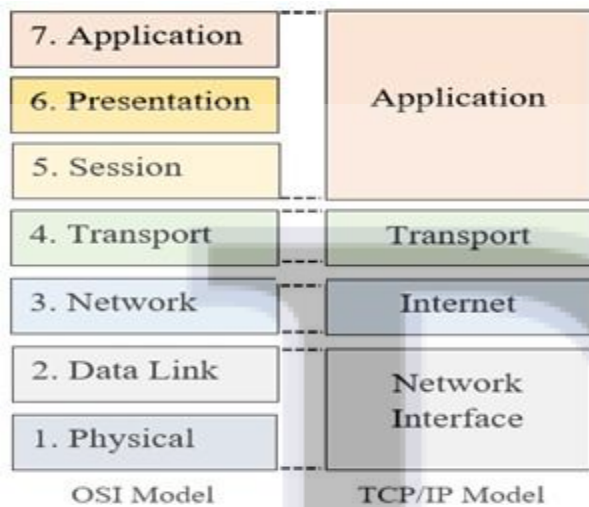 7. Application
6. Presentation
5. Session
4. Transport
3. Network
2. Data Link
1. Physical
OSI Model
Application
Transport
Internet
Network
Interface
TCP/IP Model